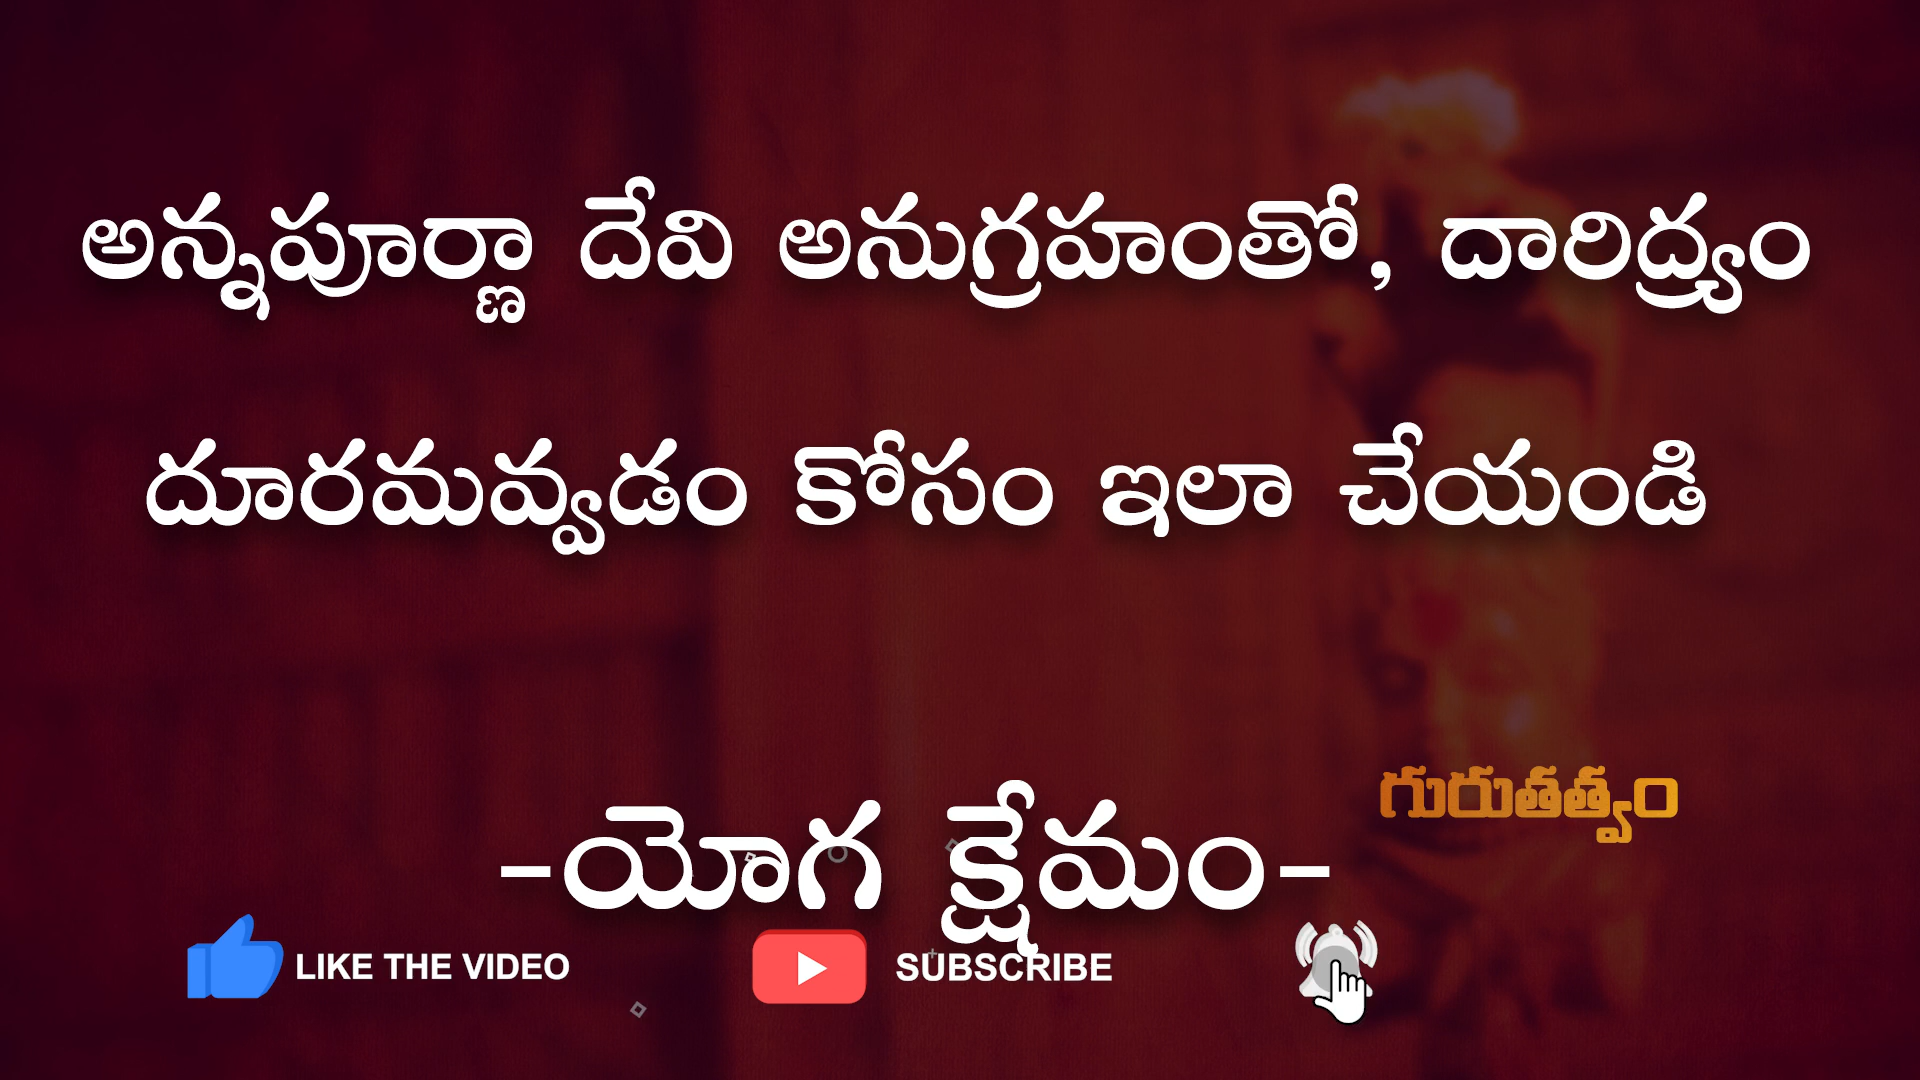 అన్నపూర్ణా దేవి అనుగ్రహంతో, దారిద్ర్యం
దూరమవ్వడం కోసం ఇలా చేయండి
గురుతత్వం
-యోగ క్షేమం-
LIKE THE VIDEO
SUBSCRIBE